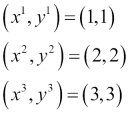 (x¹, y¹) = (1,1)
(x², y²) = (2,2)
(x³, y³) = (3,3)